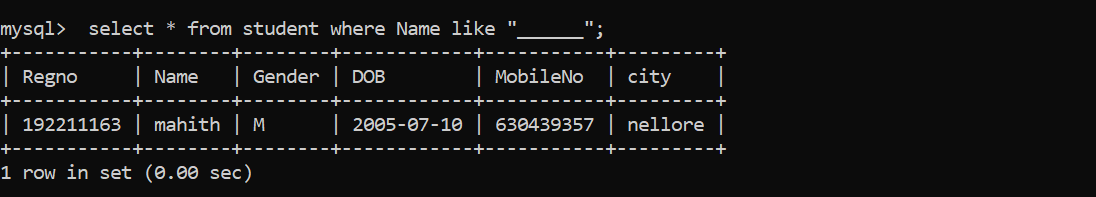 mysql>  select * from student where Name like "______";
+-----------+--------+--------+------------+-----------+---------+
| Regno     | Name   | Gender | DOB        | MobileNo  | city    |
+-----------+--------+--------+------------+-----------+---------+
| 192211163 | mahith | M      | 2005-07-10 | 630439357 | nellore |
+-----------+--------+--------+------------+-----------+---------+
1 row in set (0.00 sec)